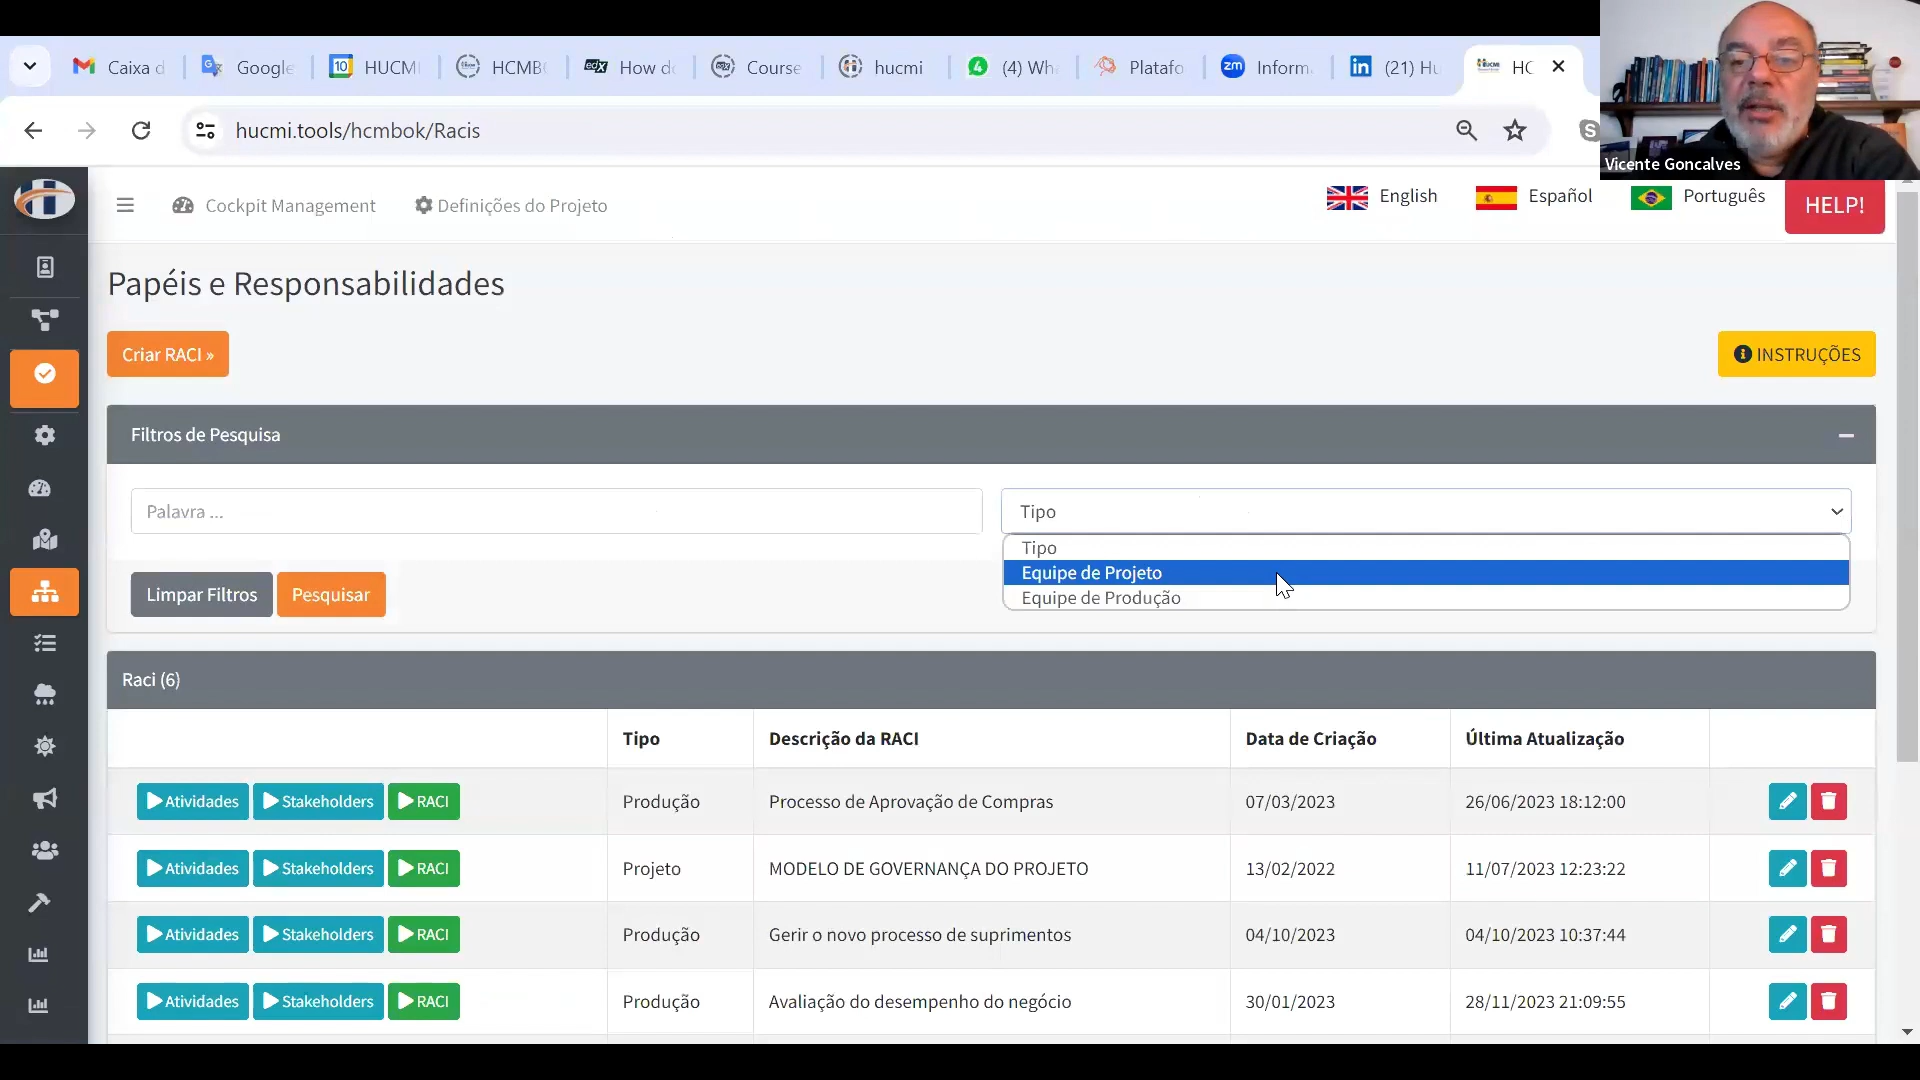 Caixa d
Google
HUCMI
HCMB
How do
Course
hucmi
(4) Wh
Platafo
Inform
(21) Hu
HC
hucmi.tools/hcmbok/Racis
Vicente Goncalves
Cockpit Management
Definições do Projeto
English
Español
Português
HELP!
Papéis e Responsabilidades
Criar RACI »
INSTRUÇÕES
Filtros de Pesquisa
Palavra ...
Tipo
Tipo
Equipe de Projeto
Equipe de Produção
Limpar Filtros
Pesquisar
Raci (6)
Tipo Descrição da RACI Data de Criação Última Atualização
Atividades Stakeholders RACI Produção Processo de Aprovação de Compras 07/03/2023 26/06/2023 18:12:00
Atividades Stakeholders RACI Projeto MODELO DE GOVERNANÇA DO PROJETO 13/02/2022 11/07/2023 12:23:22
Atividades Stakeholders RACI Produção Gerir o novo processo de suprimentos 04/10/2023 04/10/2023 10:37:44
Atividades Stakeholders RACI Produção Avaliação do desempenho do negócio 30/01/2023 28/11/2023 21:09:55